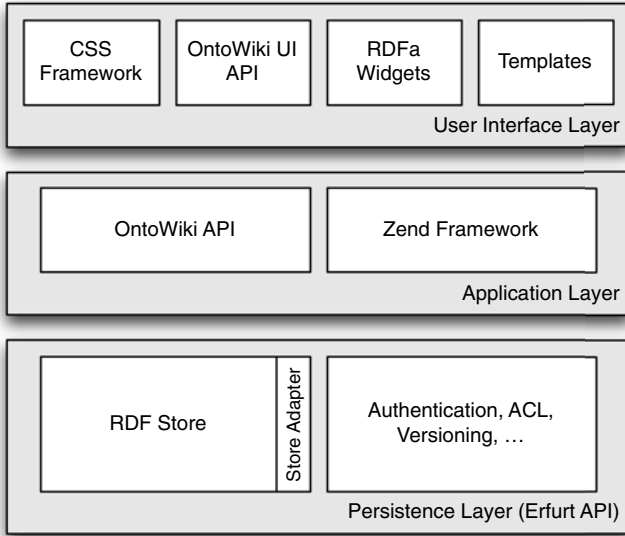 CSS
Framework
OntoWiki UI
API
RDFa
Widgets
Templates
User Interface Layer
OntoWiki API
Zend Framework
Application Layer
RDF Store
Store Adapter
Authentication, ACL,
Versioning, …
Persistence Layer (Erfurt API)